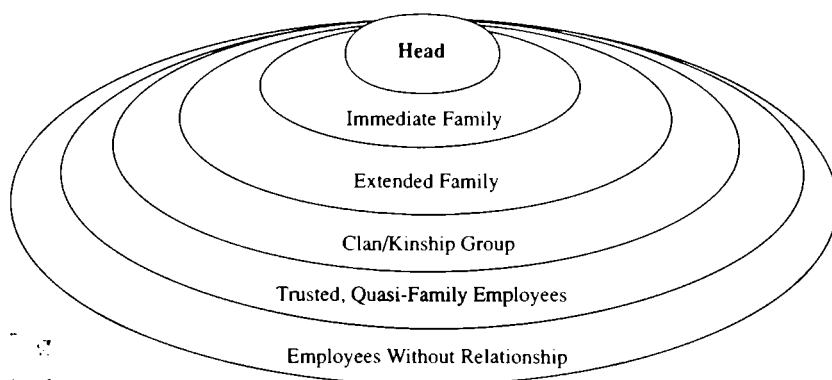 Head
Immediate Family
Extended Family
Clan/Kinship Group
Trusted, Quasi-Family Employees
Employees Without Relationship